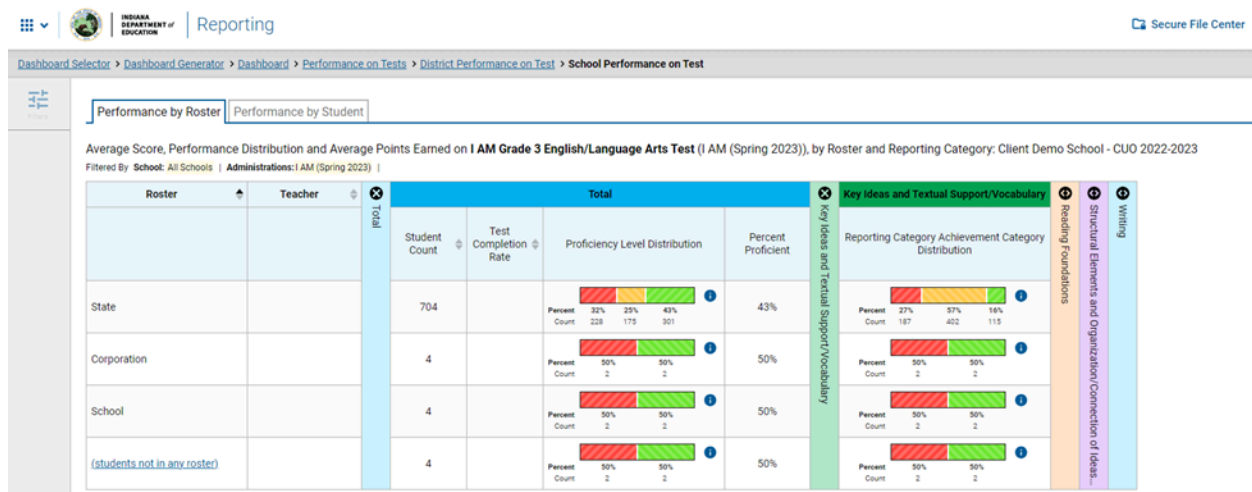 INDIANA
DEPARTMENT of
EDUCATION
Reporting
Secure File Center
Dashboard Selector > Dashboard Generator > Dashboard > Performance on Tests > District Performance on Test > School Performance on Test
Filters
Performance by Roster
Performance by Student
Average Score, Performance Distribution and Average Points Earned on I AM Grade 3 English/Language Arts Test (I AM (Spring 2023)), by Roster and Reporting Category: Client Demo School - CUO 2022-2023
Filtered By School: All Schools | Administrations: I AM (Spring 2023) |
Roster Teacher Total Total Key Ideas and Textual Support/Vocabulary Key Ideas and Textual Support/Vocabulary Reading Foundations Structural Elements and Organization/Connection of Ideas... Writing
Student Count
Test Completion Rate
Proficiency Level Distribution
Percent Proficient
Reporting Category Achievement Category Distribution
State 704 43%
Percent 32% 25% 43%
Count 228 175 301
Percent 27% 57% 16%
Count 187 402 115
Corporation 4 50%
Percent 50% 50%
Count 2 2
Percent 50% 50%
Count 2 2
School 4 50%
Percent 50% 50%
Count 2 2
Percent 50% 50%
Count 2 2
(students not in any roster) 4 50%
Percent 50% 50%
Count 2 2
Percent 50% 50%
Count 2 2